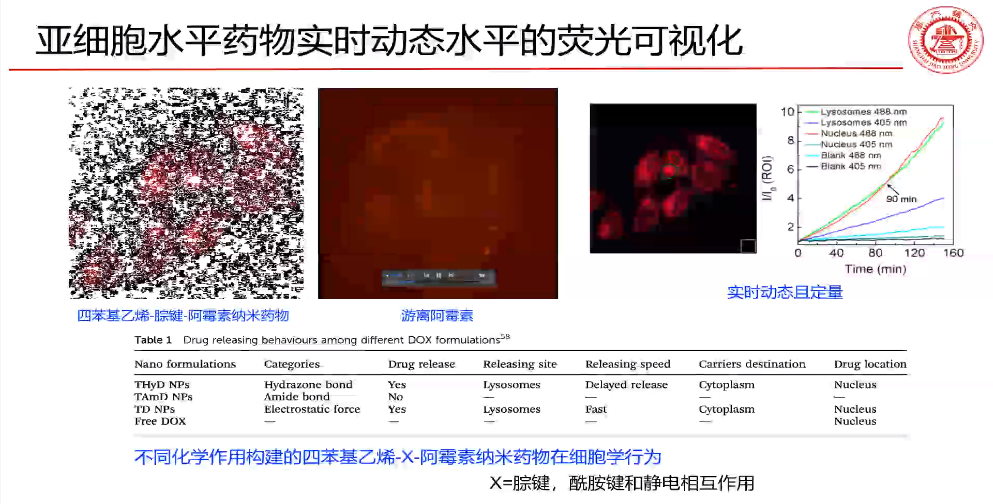 亚细胞水平药物实时动态水平的荧光可视化
10
8
6
4
2
I/I0 (ROI)
Lysosomes 488 nm
Lysosomes 405 nm
Nucleus 488 nm
Nucleus 405 nm
Blank 488 nm
Blank 405 nm
90 min
0 40 80 120 160
Time (min)
四苯基乙烯-腙键-阿霉素纳米药物
游离阿霉素
实时动态且定量
Table 1 Drug releasing behaviours among different DOX formulations58
Nano formulations Categories Drug release Releasing site Releasing speed Carriers destination Drug location
THyD NPs Hydrazone bond Yes Lysosomes Delayed release Cytoplasm Nucleus
TAmD NPs Amide bond No — — — —
TD NPs Electrostatic force Yes Lysosomes Fast Cytoplasm Nucleus
Free DOX — — — — — Nucleus
不同化学作用构建的四苯基乙烯-X-阿霉素纳米药物在细胞学行为
X=腙键，酰胺键和静电相互作用